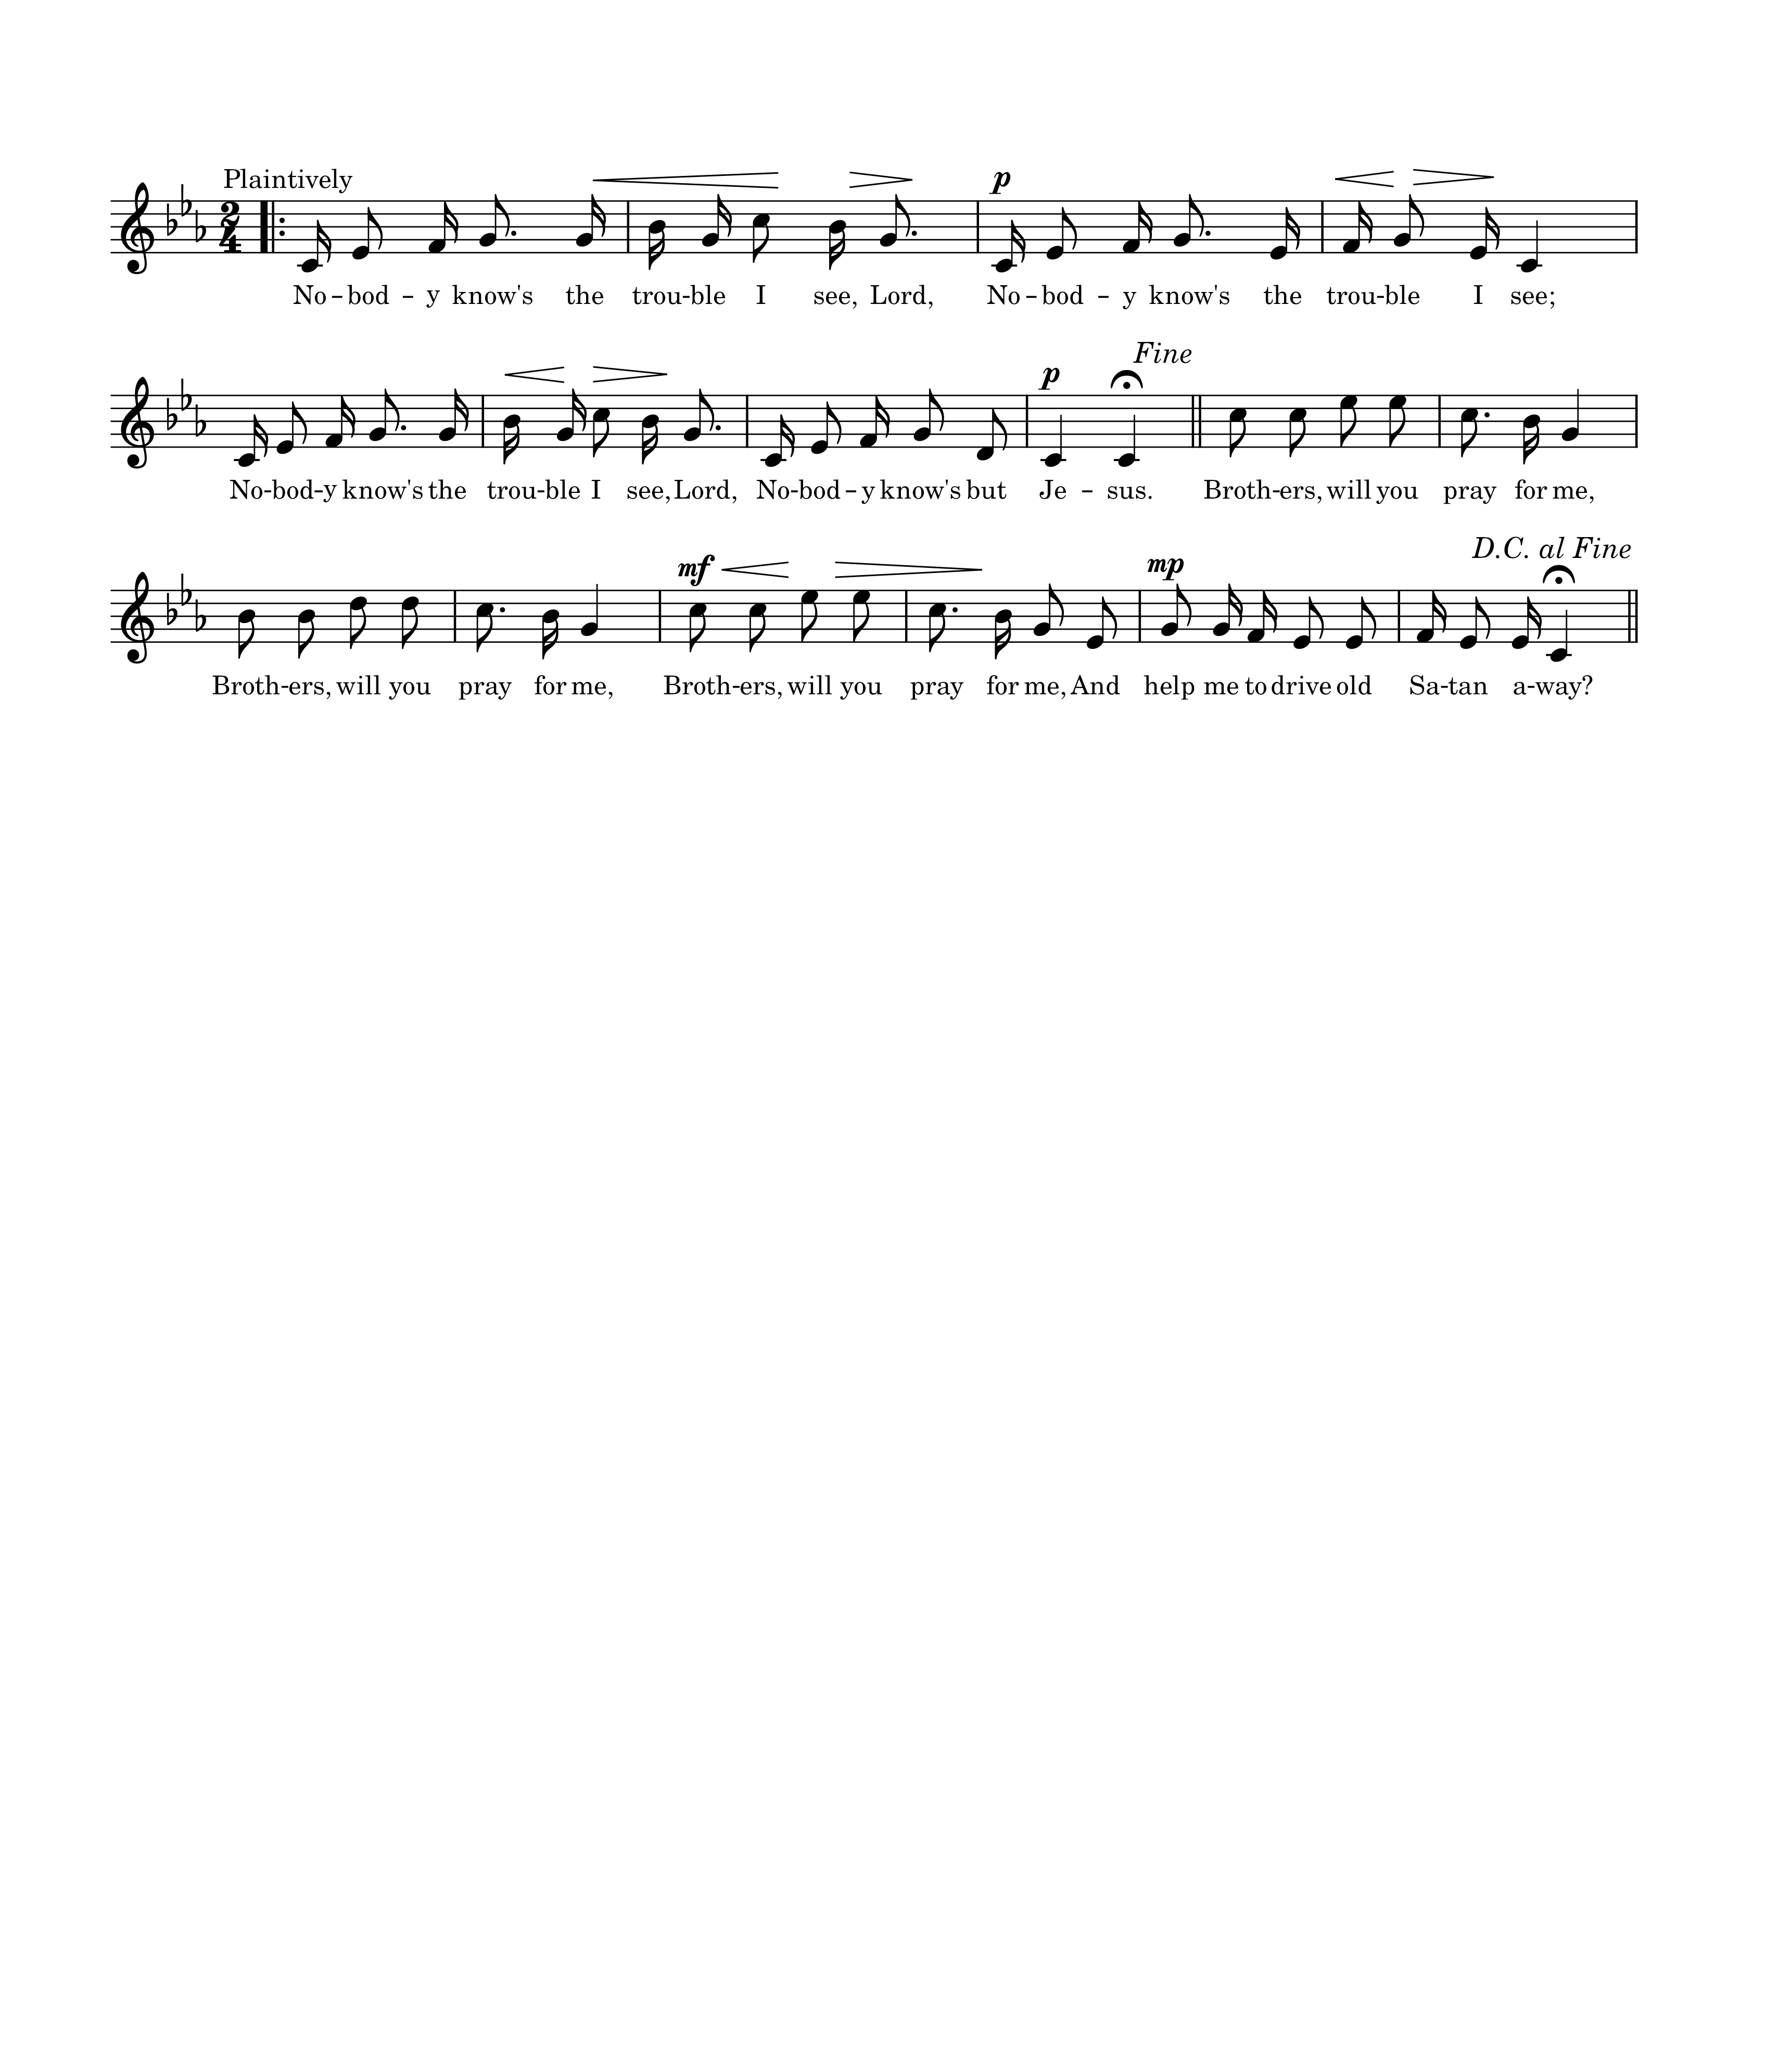 Plaintively
No – bod – y know's the trou-ble I see, Lord, No – bod – y know's the trou-ble I see;
p
Fine
p
No-bod-y know's the trou-ble I see, Lord, No-bod – y know's but Je – sus. Broth-ers, will you pray for me,
D.C. al Fine
mf mp
Broth-ers, will you pray for me, Broth-ers, will you pray for me, And help me to drive old Sa-tan a-way?